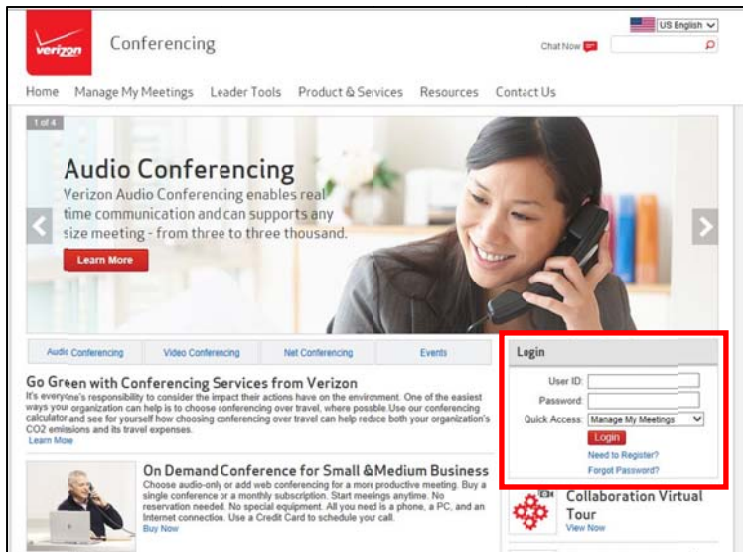 verizon
Conferencing
US English
Chat Now
Home Manage My Meetings Leader Tools Product & Services Resources Contact Us
1 of 4
Audio Conferencing
Verizon Audio Conferencing enables real
time communication and can supports any
size meeting - from three to three thousand.
Learn More
Audio Conferencing Video Conferencing Net Conferencing Events
Go Green with Conferencing Services from Verizon
It's everyone's responsibility to consider the impact their actions have on the environment. One of the easiest
ways your organization can help is to choose conferencing over travel, where possible.Use our conferencing
calculator and see for yourself how choosing conferencing over travel can help redce both your organization's
CO2 emissions and its travel expenses.
Learn More
On Demand Conference for Small &Medium Business
Choose audio-only or add web conferencing for a more productive meeting. Buy a
single conference or a monthly subscription. Start meeings anytime. No
reservation needed. No special equipment. All you need is a phone, a PC, and an
Internet connection. Use a Credit Card to schedule you call.
Buy Now
Login
User ID:
Password:
Quick Access: Manage My Meetings
Login
Need to Register?
Forgot Password?
Collaboration Virtual
Tour
View Now